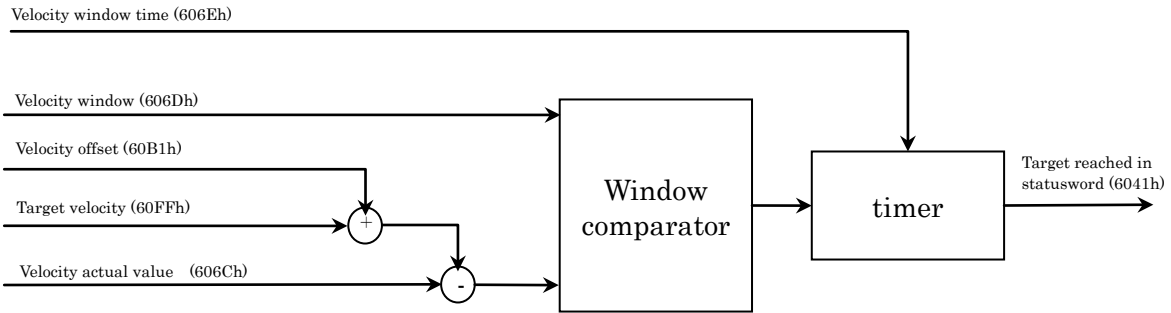 Velocity window time (606Eh)
Velocity window (606Dh)
Velocity offset (60B1h)
Target velocity (60FFh)
+
Velocity actual value (606Ch)
-
Window
comparator
timer
Target reached in
statusword (6041h)